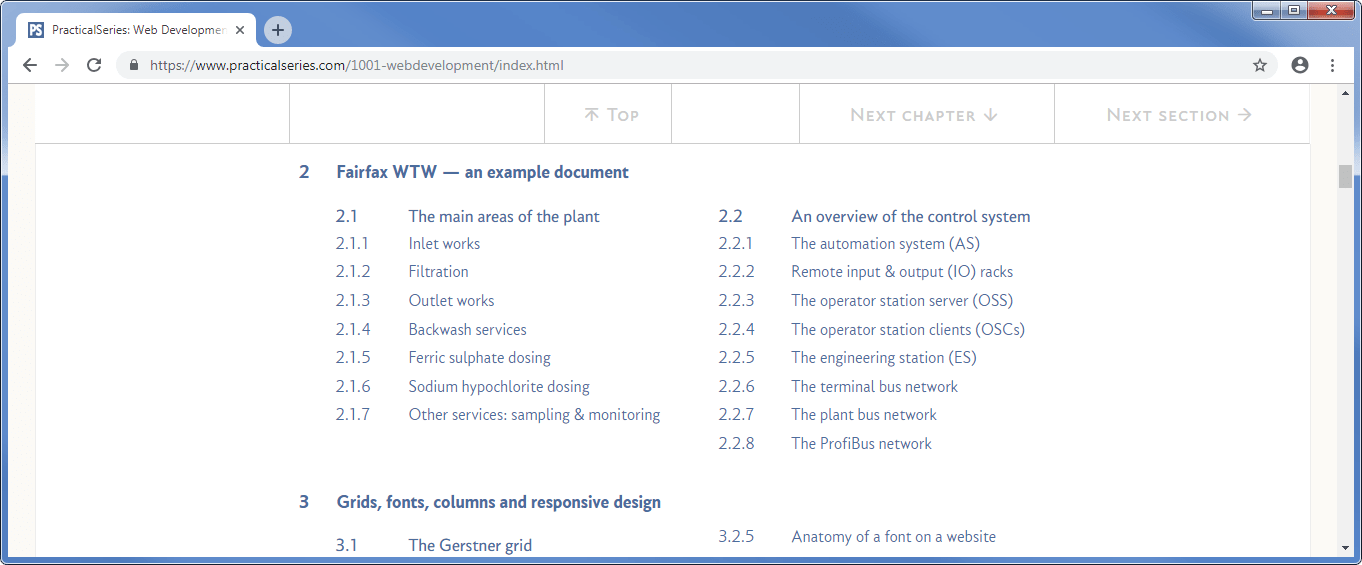 PS PracticalSeries: Web Developmen
https://www.practicalseries.com/1001-webdevelopment/index.html
Top
Next chapter
Next section
2 Fairfax WTW — an example document
2.1 The main areas of the plant
2.1.1 Inlet works
2.1.2 Filtration
2.1.3 Outlet works
2.1.4 Backwash services
2.1.5 Ferric sulphate dosing
2.1.6 Sodium hypochlorite dosing
2.1.7 Other services: sampling & monitoring
2.2 An overview of the control system
2.2.1 The automation system (AS)
2.2.2 Remote input & output (IO) racks
2.2.3 The operator station server (OSS)
2.2.4 The operator station clients (OSCs)
2.2.5 The engineering station (ES)
2.2.6 The terminal bus network
2.2.7 The plant bus network
2.2.8 The ProfiBus network
3 Grids, fonts, columns and responsive design
3.1 The Gerstner grid
3.2.5 Anatomy of a font on a website